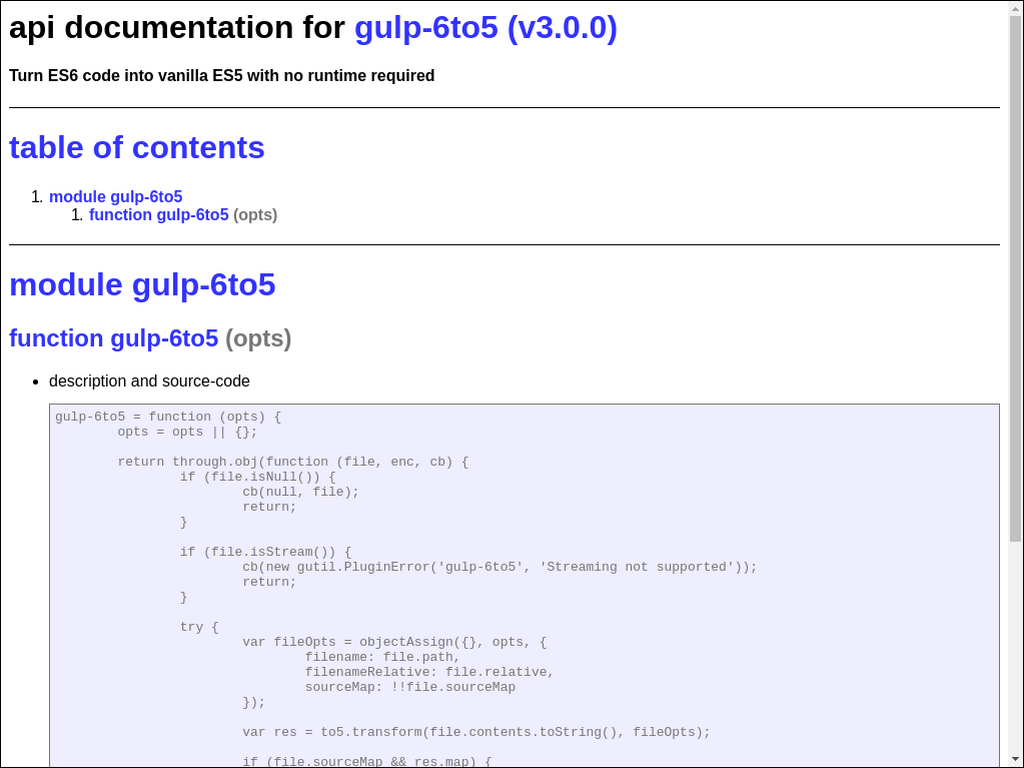 api documentation for gulp-6to5 (v3.0.0)
Turn ES6 code into vanilla ES5 with no runtime required
table of contents
1. module gulp-6to5
1. function gulp-6to5 (opts)
module gulp-6to5
function gulp-6to5 (opts)
• description and source-code
gulp-6to5 = function (opts) {
        opts = opts || {};

        return through.obj(function (file, enc, cb) {
                if (file.isNull()) {
                        cb(null, file);
                        return;
                }

                if (file.isStream()) {
                        cb(new gutil.PluginError('gulp-6to5', 'Streaming not supported'));
                        return;
                }

                try {
                        var fileOpts = objectAssign({}, opts, {
                                filename: file.path,
                                filenameRelative: file.relative,
                                sourceMap: !!file.sourceMap
                        });

                        var res = to5.transform(file.contents.toString(), fileOpts);

                        if (file.sourceMap && res.map) {